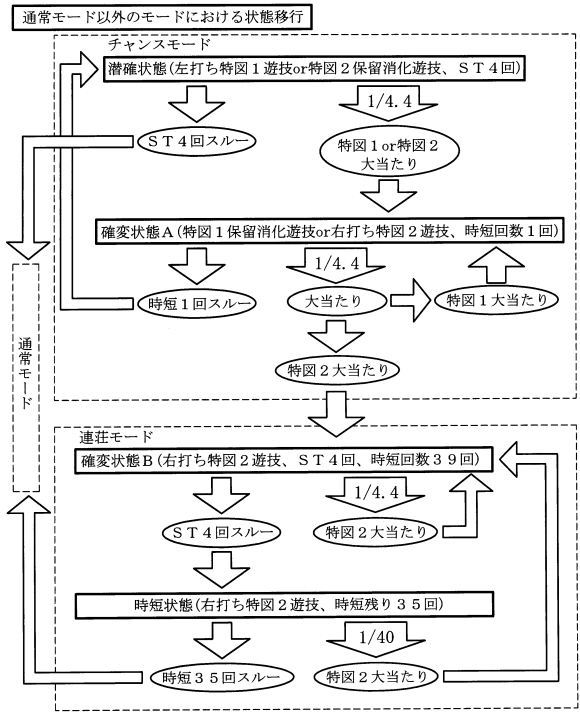 通常モード以外のモードにおける状態移行
チャンスモード
潜確状態(左打ち特図1遊技or特図2保留消化遊技、ST4回)
1/4.4
ST4回スルー
特図1or特図2
大当たり
確変状態A(特図1保留消化遊技or右打ち特図2遊技、時短回数1回)
1/4.4
時短1回スルー
大当たり
特図1大当たり
特図2大当たり
通常モード
連荘モード
確変状態B(右打ち特図2遊技、ST4回、時短回数39回)
1/4.4
ST4回スルー
特図2大当たり
時短状態(右打ち特図2遊技、時短残り35回)
1/40
時短35回スルー
特図2大当たり